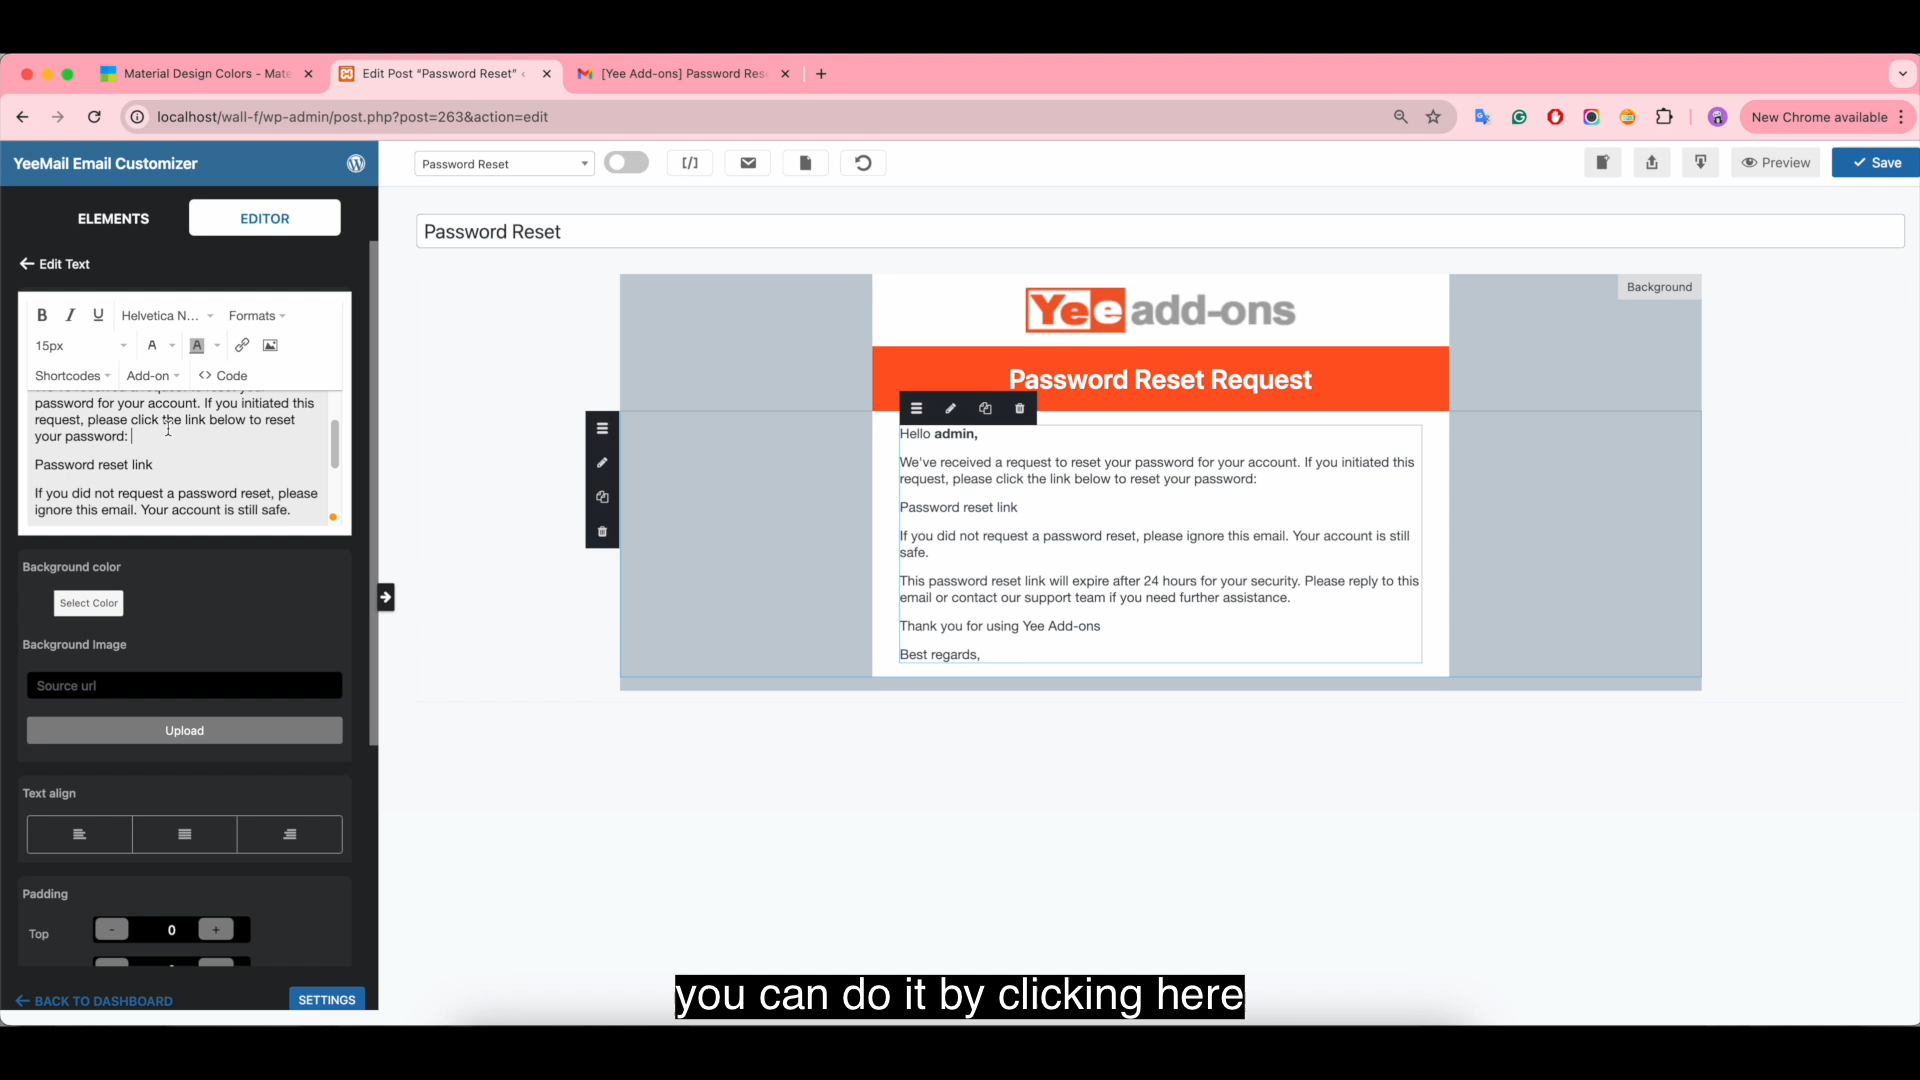 Material Design Colors - Mate
Edit Post "Password Reset" ‹
[Yee Add-ons] Password Res
localhost/wall-f/wp-admin/post.php?post=263&action=edit
New Chrome available
YeeMail Email Customizer
Password Reset
[/]
Preview
Save
ELEMENTS
EDITOR
Password Reset
Edit Text
Background
Yee add-ons
B I U Helvetica N... Formats
15px A A
Shortcodes Add-on <> Code
password for your account. If you initiated this
request, please click the link below to reset
your password:
Password reset link
If you did not request a password reset, please
ignore this email. Your account is still safe.
Password Reset Request
Hello admin,
We've received a request to reset your password for your account. If you initiated this
request, please click the link below to reset your password:
Password reset link
If you did not request a password reset, please ignore this email. Your account is still
safe.
This password reset link will expire after 24 hours for your security. Please reply to this
email or contact our support team if you need further assistance.
Thank you for using Yee Add-ons
Best regards,
Background color
Select Color
Background Image
Source url
Upload
Text align
Padding
Top
- 0 +
BACK TO DASHBOARD
SETTINGS
you can do it by clicking here